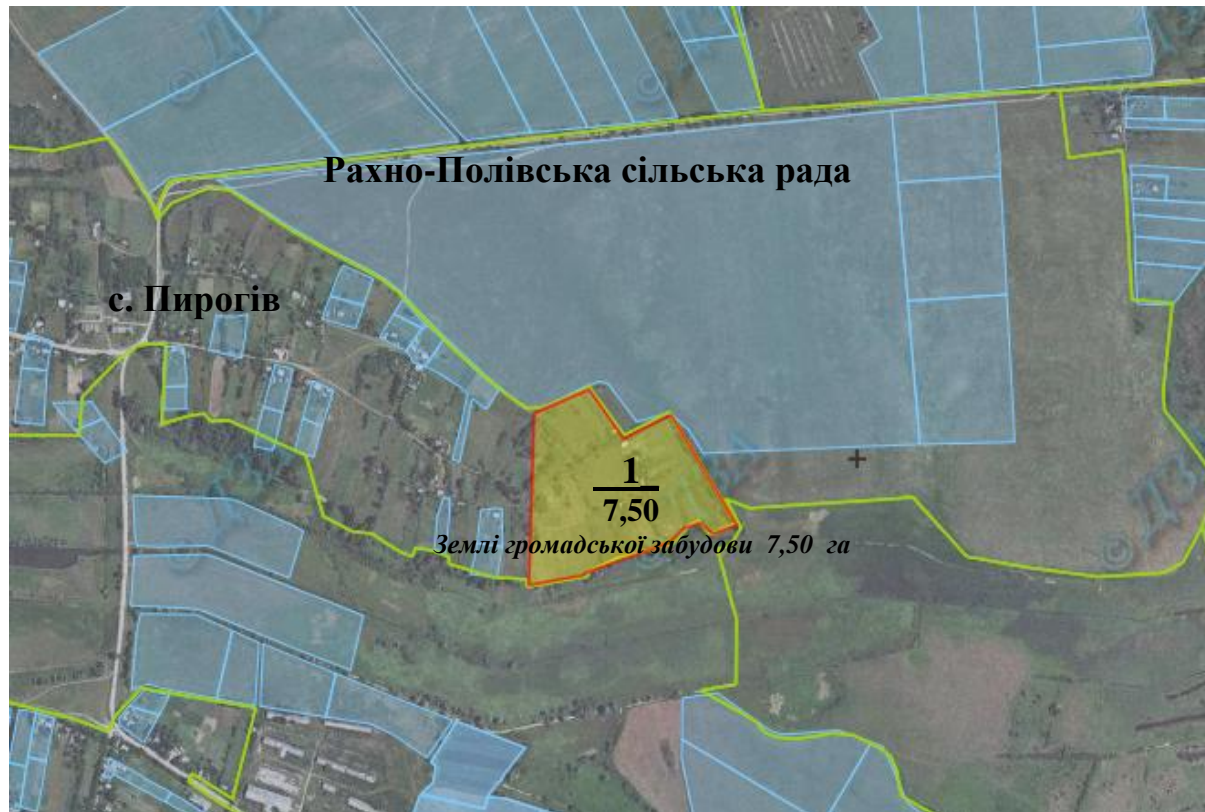 Рахно-Полівська сільська рада
с. Пирогів
1
7,50
Землі громадської забудови 7,50 га